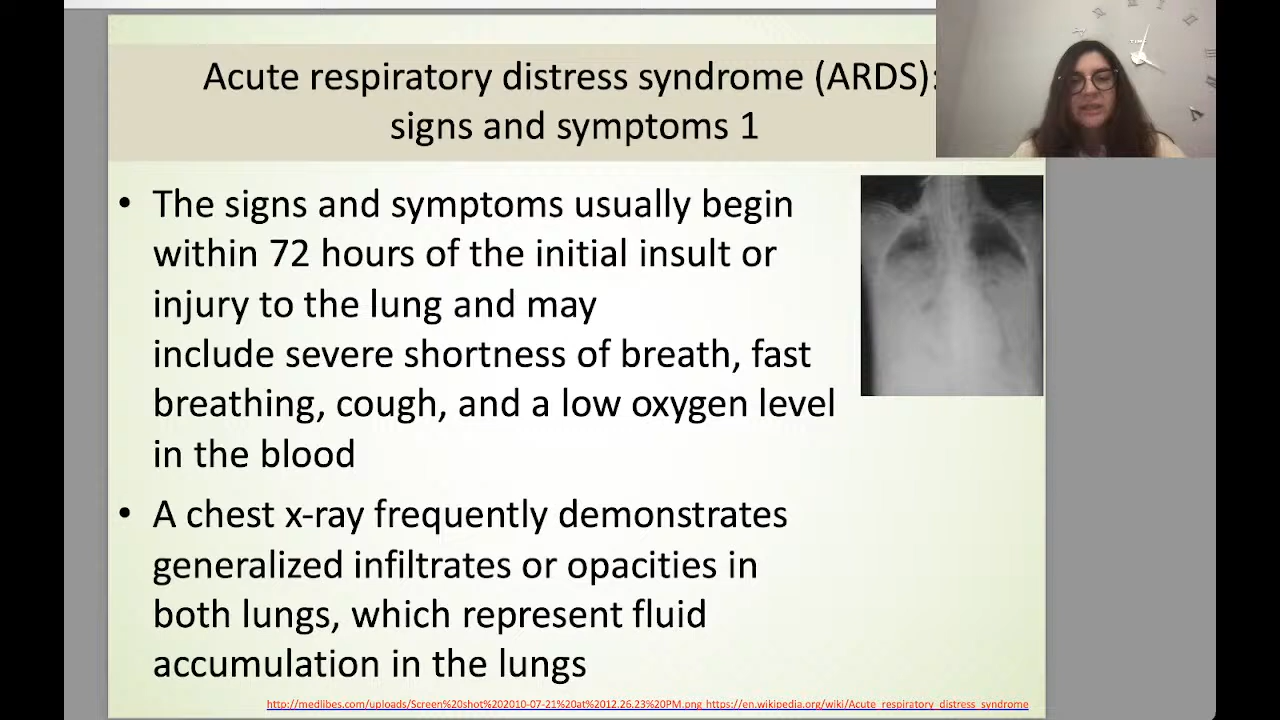 Acute respiratory distress syndrome (ARDS):
signs and symptoms 1
• The signs and symptoms usually begin
within 72 hours of the initial insult or
injury to the lung and may
include severe shortness of breath, fast
breathing, cough, and a low oxygen level
in the blood
• A chest x-ray frequently demonstrates
generalized infiltrates or opacities in
both lungs, which represent fluid
accumulation in the lungs
http://medlibes.com/uploads/Screen%20shot%202010-07-21%20at%2012.26.23%20PM.png https://en.wikipedia.org/wiki/Acute_respiratory_distress_syndrome